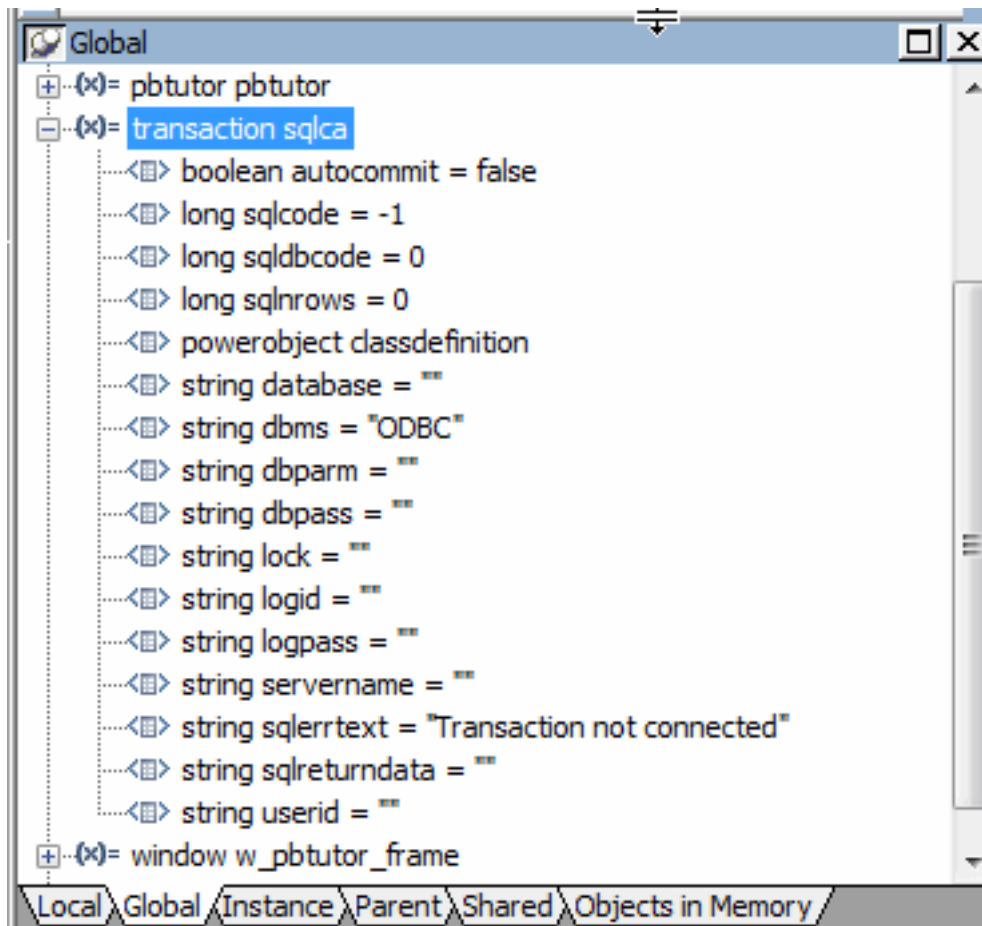 Global
pbtutor pbtutor
transaction sqlca
boolean autocommit = false
long sqlcode = -1
long sqldbcode = 0
long sqlnrows = 0
powerobject classdefinition
string database = ""
string dbms = "ODBC"
string dbparm = ""
string dbpass = ""
string lock = ""
string logid = ""
string logpass = ""
string servername = ""
string sqlerrtext = "Transaction not connected"
string sqlreturndata = ""
string userid = ""
window w_pbtutor_frame
Local Global Instance Parent Shared Objects in Memory